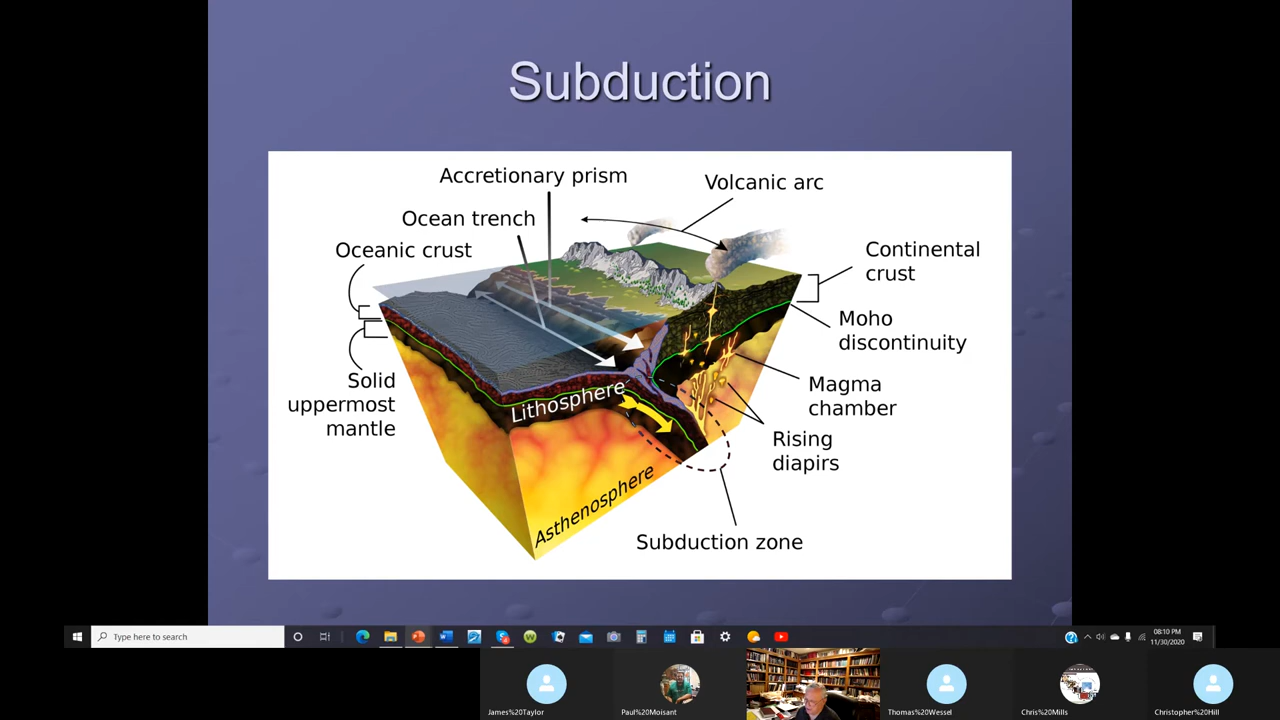 Subduction
Accretionary prism
Volcanic arc
Ocean trench
Oceanic crust
Continental
crust
Moho
discontinuity
Solid
uppermost
mantle
Lithosphere
Magma
chamber
Rising
diapirs
Asthenosphere
Subduction zone
Type here to search
08:10 PM
11/30/2020
James%20Taylor
Paul%20Moisant
Thomas%20Wessel
Chris%20Mills
Christopher%20Hill